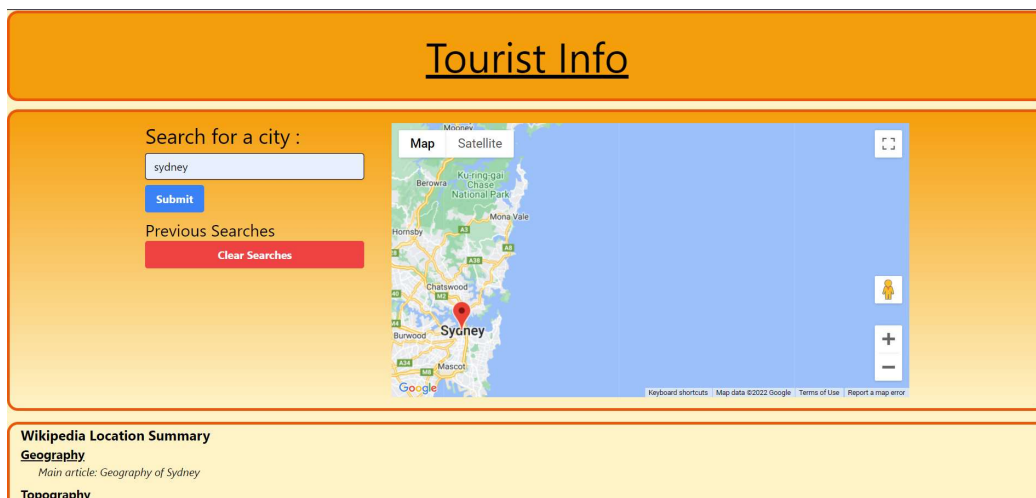 Tourist Info
Search for a city :
sydney
Submit
Previous Searches
Clear Searches
Map Satellite
Mooney
Ku-ring-gai
Chase
National Park
Berowra
Mona Vale
Hornsby
A3
A8
A38
Chatswood
M2
40
Sydney
Burwood
A34
M8
Mascot
Google
Keyboard shortcuts Map data ©2022 Google Terms of Use Report a map error
Wikipedia Location Summary
Geography
Main article: Geography of Sydney
Topography